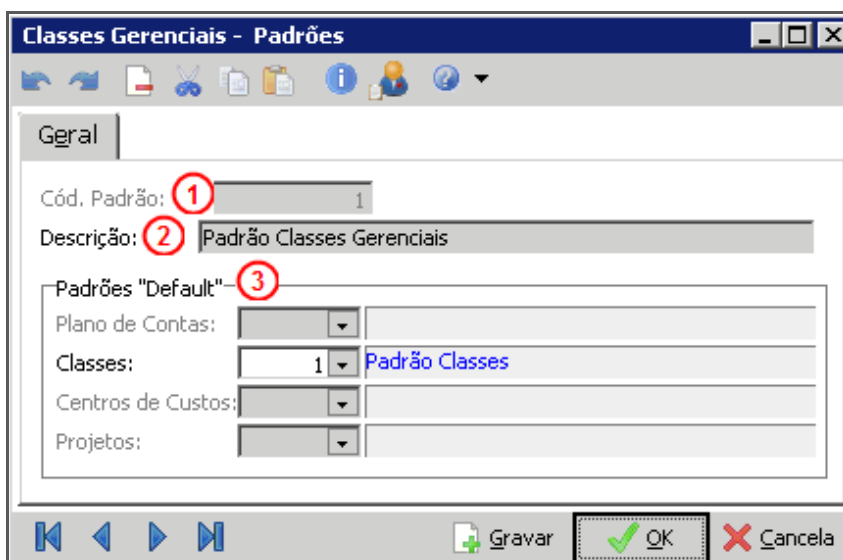 Classes Gerenciais - Padrões
Geral
Cód. Padrão: 1 1
Descrição: 2 Padrão Classes Gerenciais
Padrões "Default" 3
Plano de Contas:
Classes: 1 Padrão Classes
Centros de Custos:
Projetos:
Gravar OK Cancela